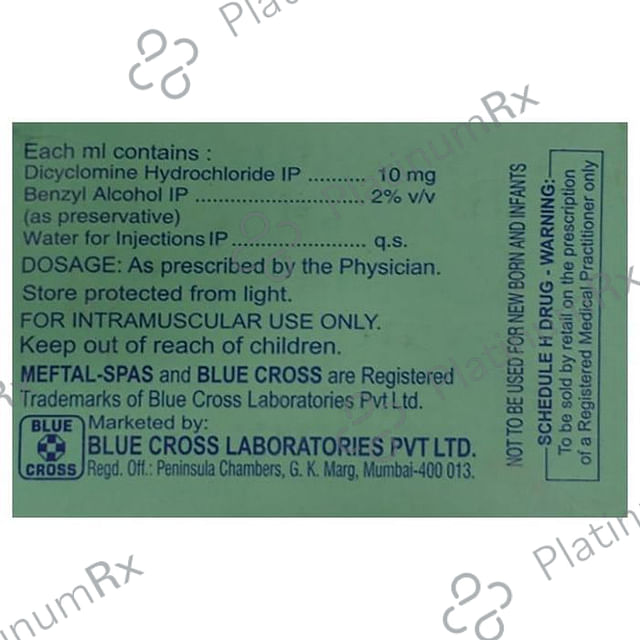 Each ml contains :
Dicyclomine Hydrochloride IP .......... 10 mg
Benzyl Alcohol IP ............................. 2% v/v
(as preservative)
Water for Injections IP....................... q.s.
DOSAGE: As prescribed by the Physician.
Store protected from light.
FOR INTRAMUSCULAR USE ONLY.
Keep out of reach of children.
MEFTAL-SPAS and BLUE CROSS are Registered
Trademarks of Blue Cross Laboratories Pvt Ltd.
BLUE
CROSS
Marketed by:
BLUE CROSS LABORATORIES PVT LTD.
Regd. Off.: Peninsula Chambers, G. K. Marg, Mumbai-400 013.
NOT TO BE USED FOR NEW BORN AND INFANTS
SCHEDULE H DRUG - WARNING:
To be sold by retail on the prescription
of a Registered Medical Practitioner only
Platin
PlatinumRx
PlatinumRx
Rx
tinumRx
Platinu